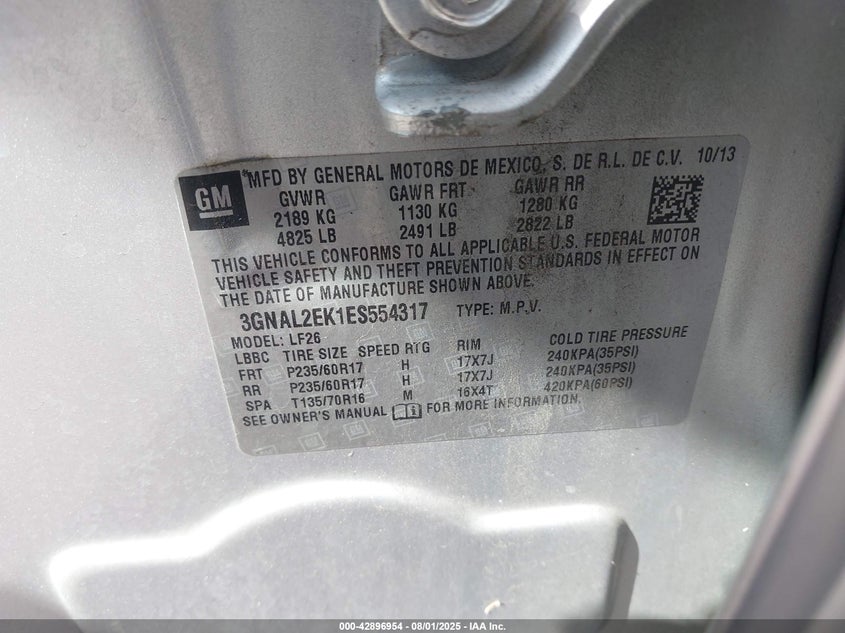 GM
*MFD BY GENERAL MOTORS DE MEXICO, S. DE R.L. DE C.V. 10/13
GVWR GAWR FRT GAWR RR
2189 KG 1130 KG 1280 KG
4825 LB 2491 LB 2822 LB
THIS VEHICLE CONFORMS TO ALL APPLICABLE U.S. FEDERAL MOTOR
VEHICLE SAFETY AND THEFT PREVENTION STANDARDS IN EFFECT ON
THE DATE OF MANUFACTURE SHOWN ABOVE.
3GNAL2EK1ES554317 TYPE: M.P.V.
MODEL: LF26
LBBC TIRE SIZE SPEED RTG RIM COLD TIRE PRESSURE
FRT P235/60R17 H 17X7J 240KPA(35PSI)
RR P235/60R17 H 17X7J 240KPA(35PSI)
SPA T135/70R16 M 16X4T 420KPA(60PSI)
SEE OWNER'S MANUAL FOR MORE INFORMATION.
000-42896954 - 08/01/2025 - IAA Inc.